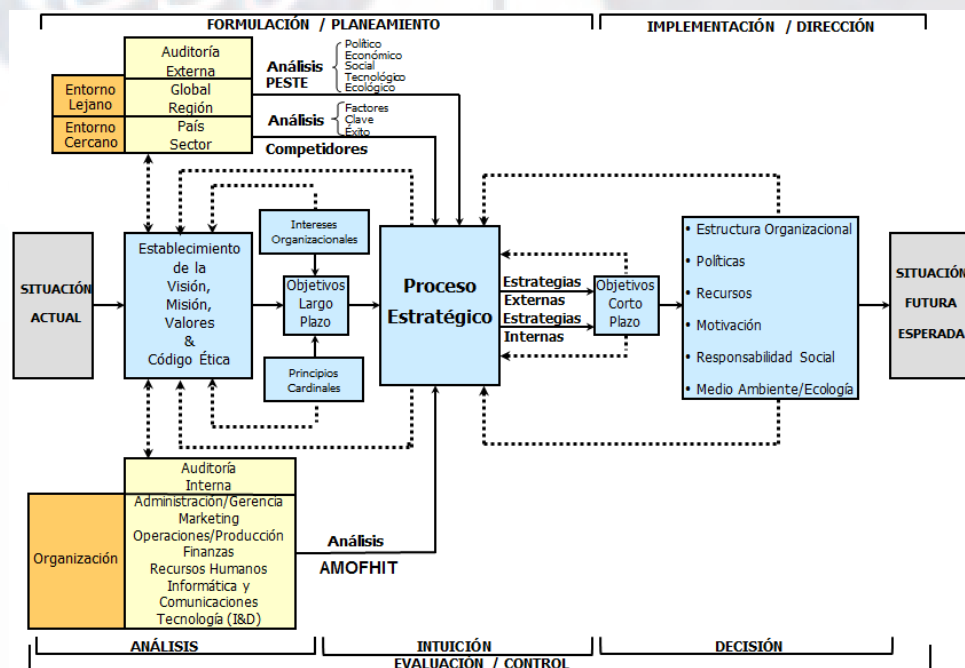 FORMULACIÓN / PLANEAMIENTO
IMPLEMENTACIÓN / DIRECCIÓN
Auditoría
Externa
Entorno
Lejano
Global
Región
Entorno
Cercano
País
Sector
Análisis
PESTE
Político
Económico
Social
Tecnológico
Ecológico
Análisis
Competidores
Factores
Clave
Éxito
SITUACIÓN
ACTUAL
Establecimiento
de la
Visión,
Misión,
Valores
&
Código Ética
Intereses
Organizacionales
Objetivos
Largo
Plazo
Principios
Cardinales
Proceso
Estratégico
Estrategias
Externas
Estrategias
Internas
Objetivos
Corto
Plazo
• Estructura Organizacional
• Políticas
• Recursos
• Motivación
• Responsabilidad Social
• Medio Ambiente/Ecología
SITUACIÓN
FUTURA
ESPERADA
Auditoría
Interna
Organización
Administración/Gerencia
Marketing
Operaciones/Producción
Finanzas
Recursos Humanos
Informática y
Comunicaciones
Tecnología (I&D)
Análisis
AMOFHIT
ANÁLISIS
INTUICIÓN
DECISIÓN
EVALUACIÓN / CONTROL